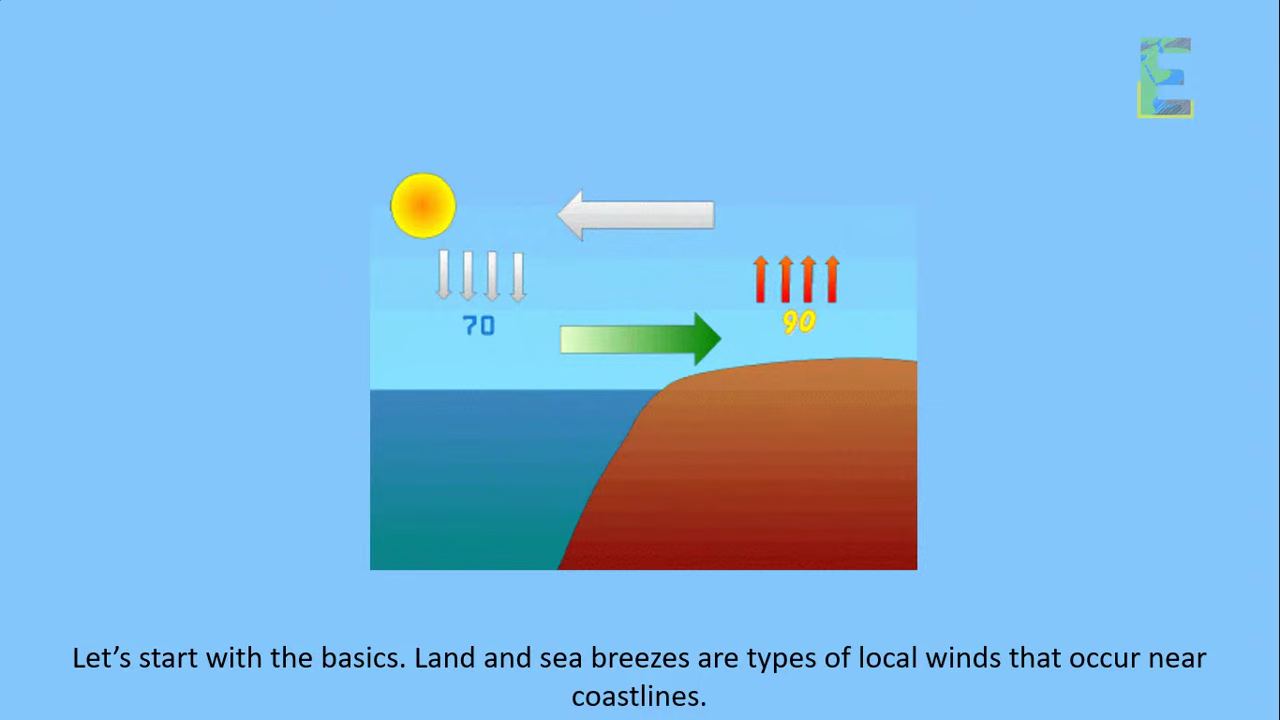 E
70
90
Let’s start with the basics. Land and sea breezes are types of local winds that occur near
coastlines.